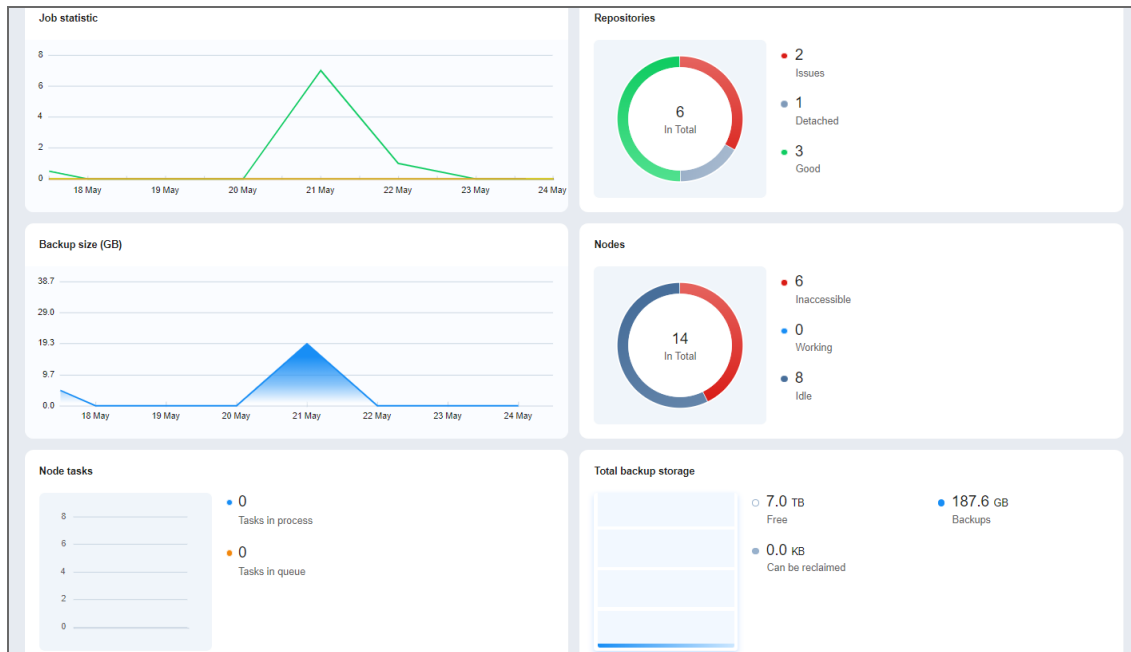 Job statistic
8
6
4
2
0
18 May 19 May 20 May 21 May 22 May 23 May 24 May
Repositories
6
In Total
2
Issues
1
Detached
3
Good
Backup size (GB)
38.7
29.0
19.3
9.7
0.0
18 May 19 May 20 May 21 May 22 May 23 May 24 May
Nodes
14
In Total
6
Inaccessible
0
Working
8
Idle
Node tasks
8
6
4
2
0
0
Tasks in process
0
Tasks in queue
Total backup storage
7.0 TB
Free
0.0 KB
Can be reclaimed
187.6 GB
Backups